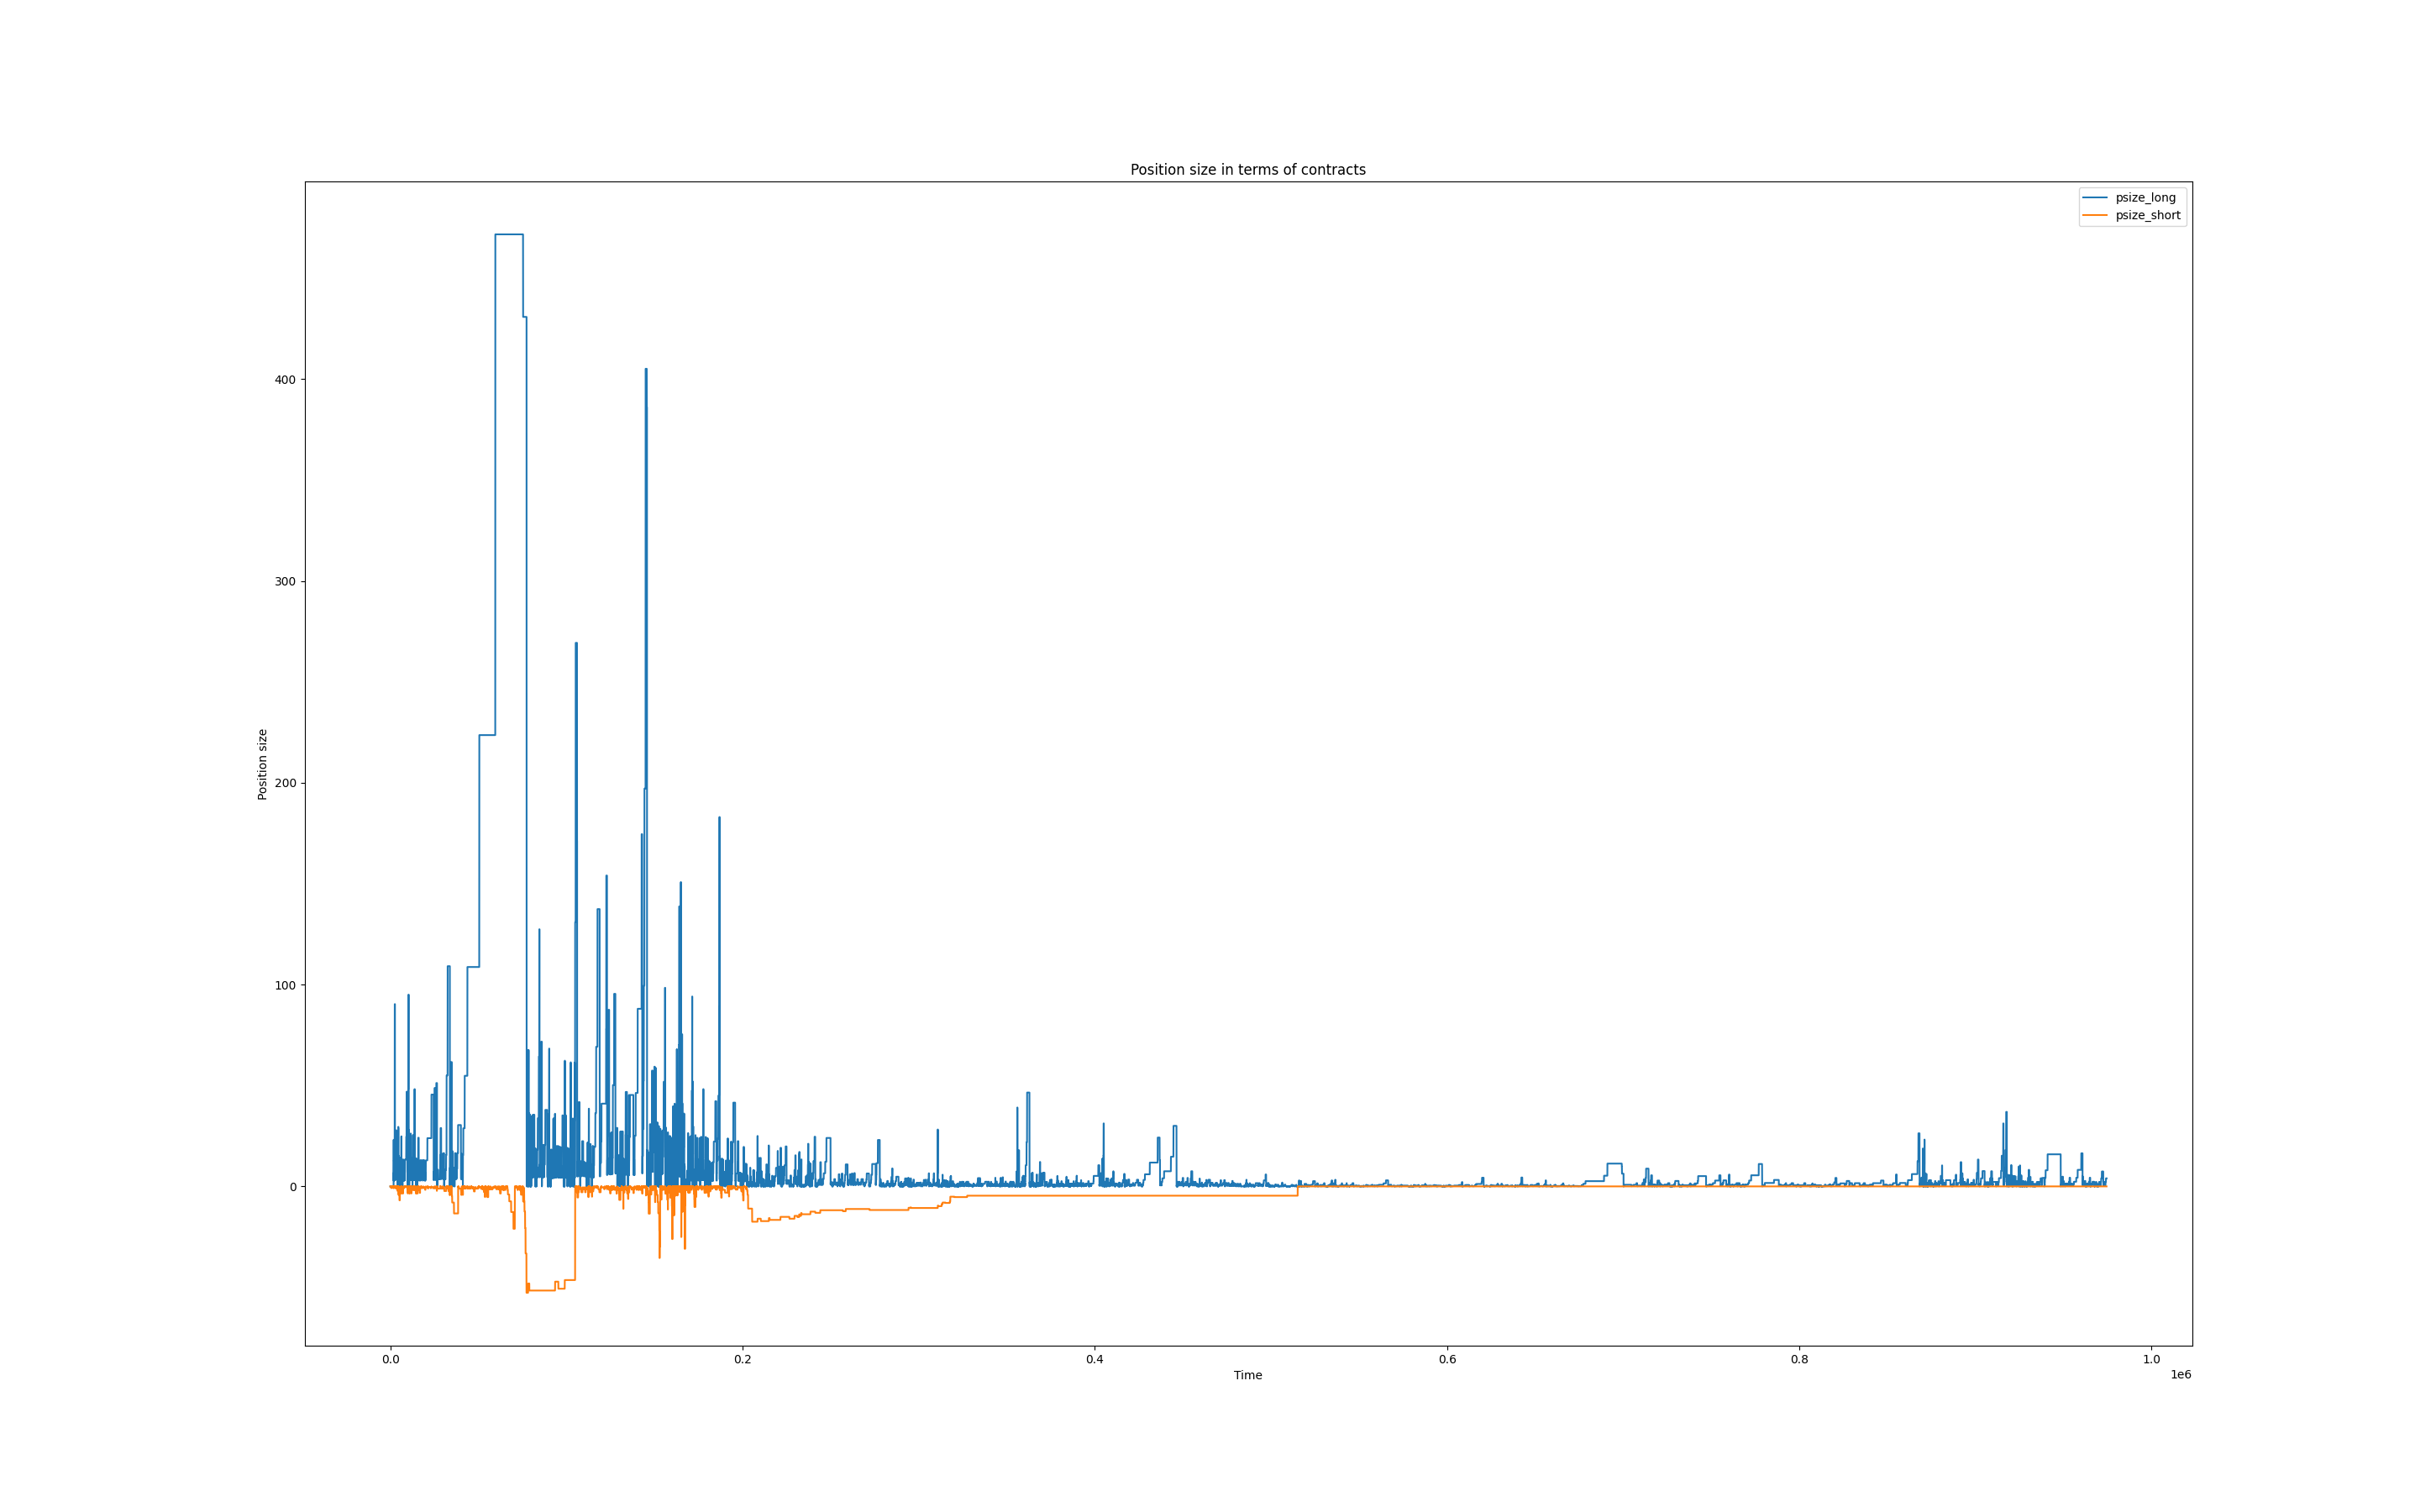 Position size in terms of contracts
psize_long
psize_short
400
300
200
100
0
Position size
0.0 0.2 0.4 0.6 0.8 1.0
Time
1e6